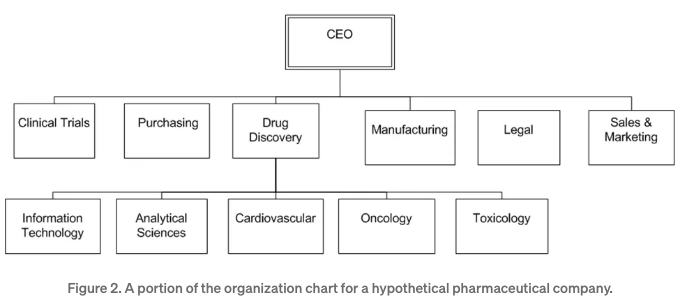 CEO
Clinical Trials
Purchasing
Drug
Discovery
Manufacturing
Legal
Sales &
Marketing
Information
Technology
Analytical
Sciences
Cardiovascular
Oncology
Toxicology
Figure 2. A portion of the organization chart for a hypothetical pharmaceutical company.